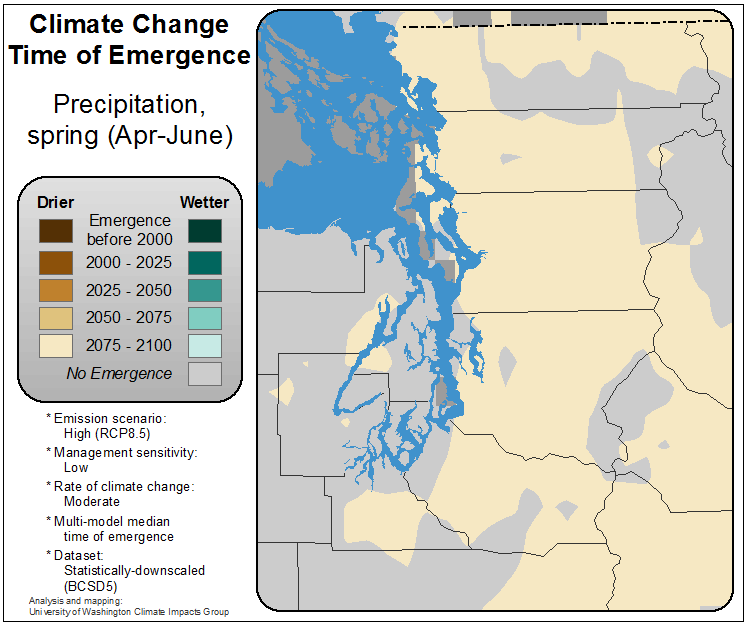 Climate Change
Time of Emergence
Precipitation,
spring (Apr-June)
Drier
Wetter
Emergence
before 2000
2000 - 2025
2025 - 2050
2050 - 2075
2075 - 2100
No Emergence
* Emission scenario:
High (RCP8.5)
* Management sensitivity:
Low
* Rate of climate change:
Moderate
* Multi-model median
time of emergence
* Dataset:
Statistically-downscaled
(BCSD5)
Analysis and mapping:
University of Washington Climate Impacts Group